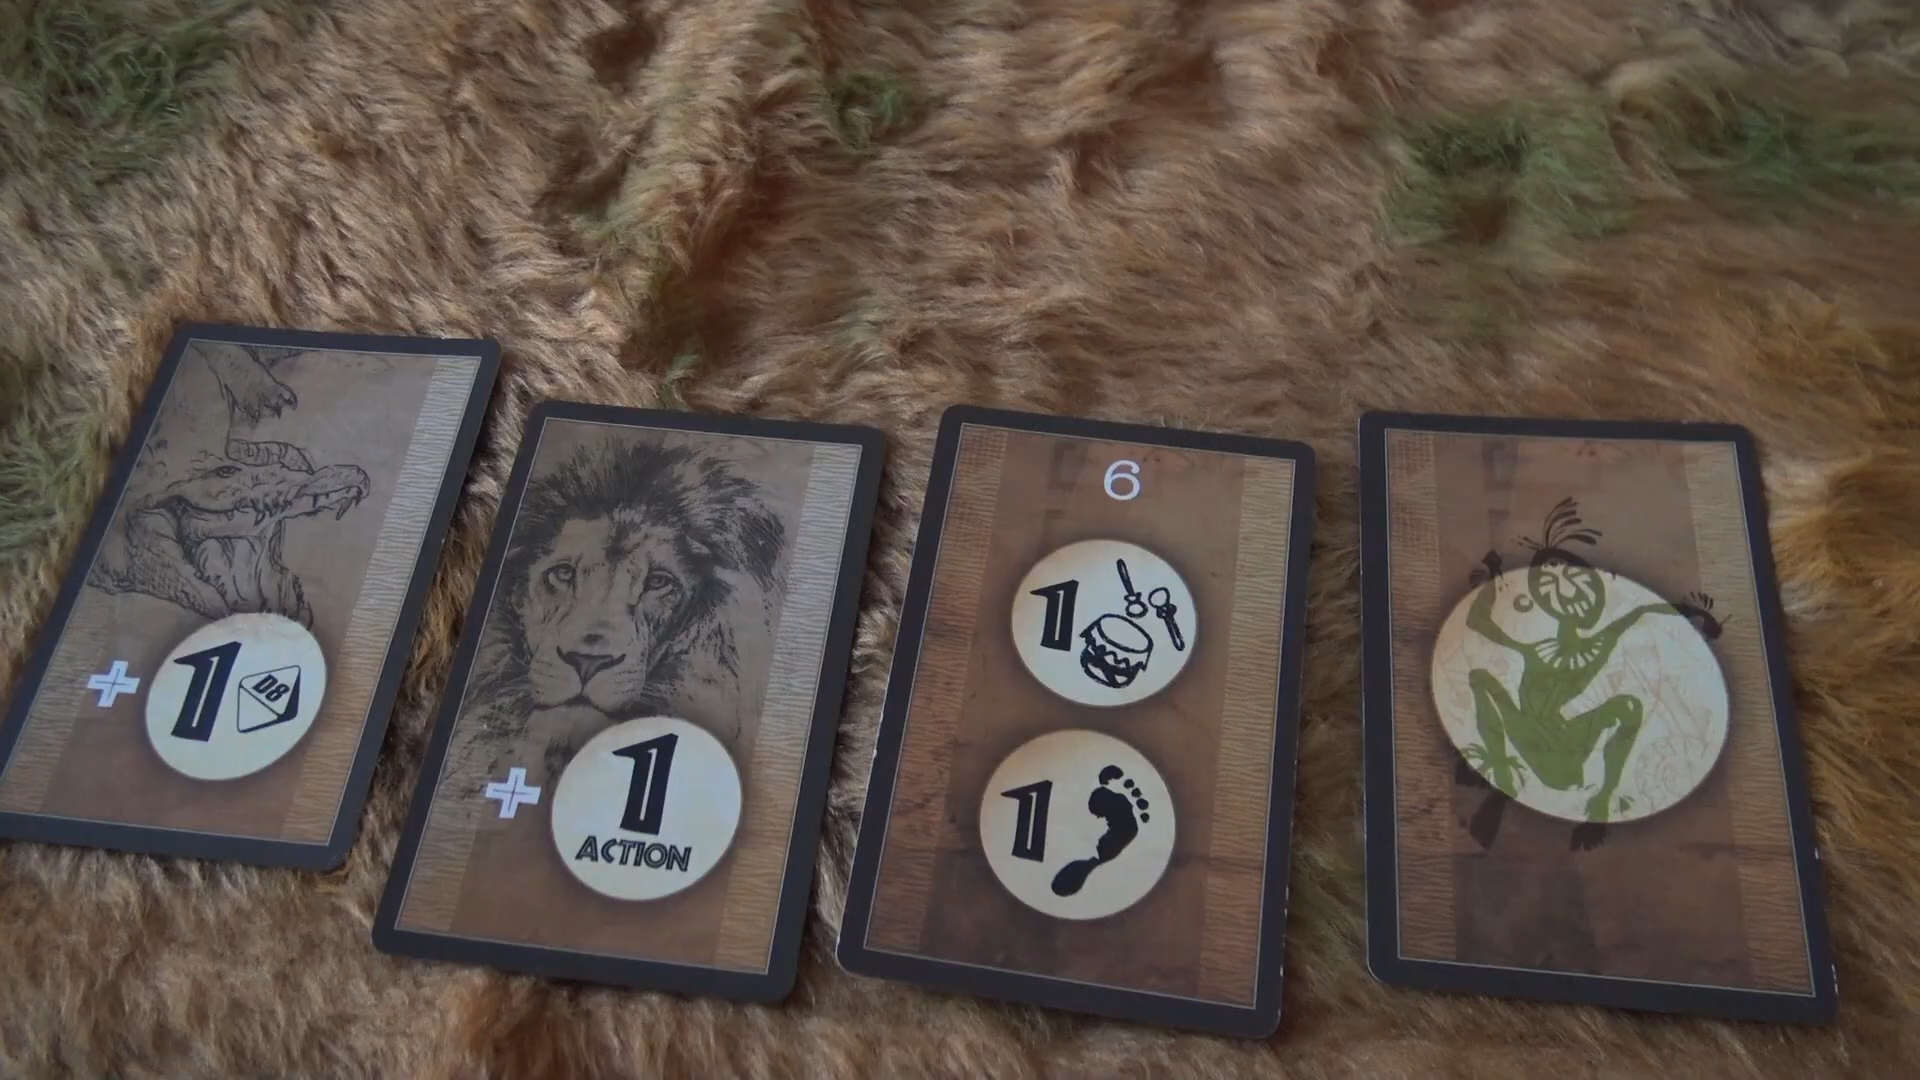 + 1 D8
+ 1
ACTION
6
1
1